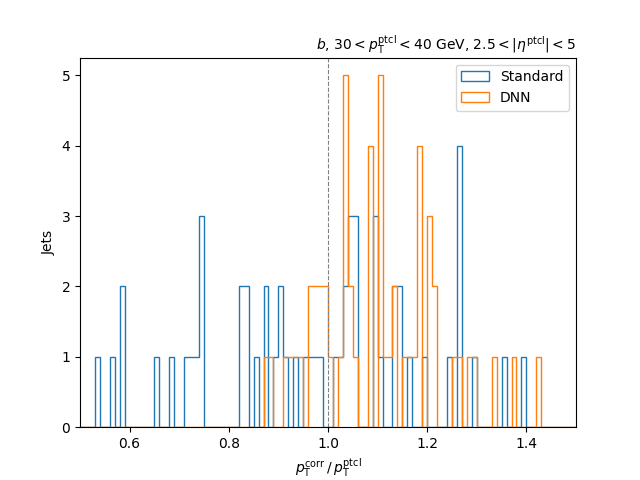 b, 30 < p_T^ptcl < 40 GeV, 2.5 < |η^ptcl| < 5
Standard
DNN
5
4
3
2
1
0
Jets
0.6 0.8 1.0 1.2 1.4
p_T^corr / p_T^ptcl